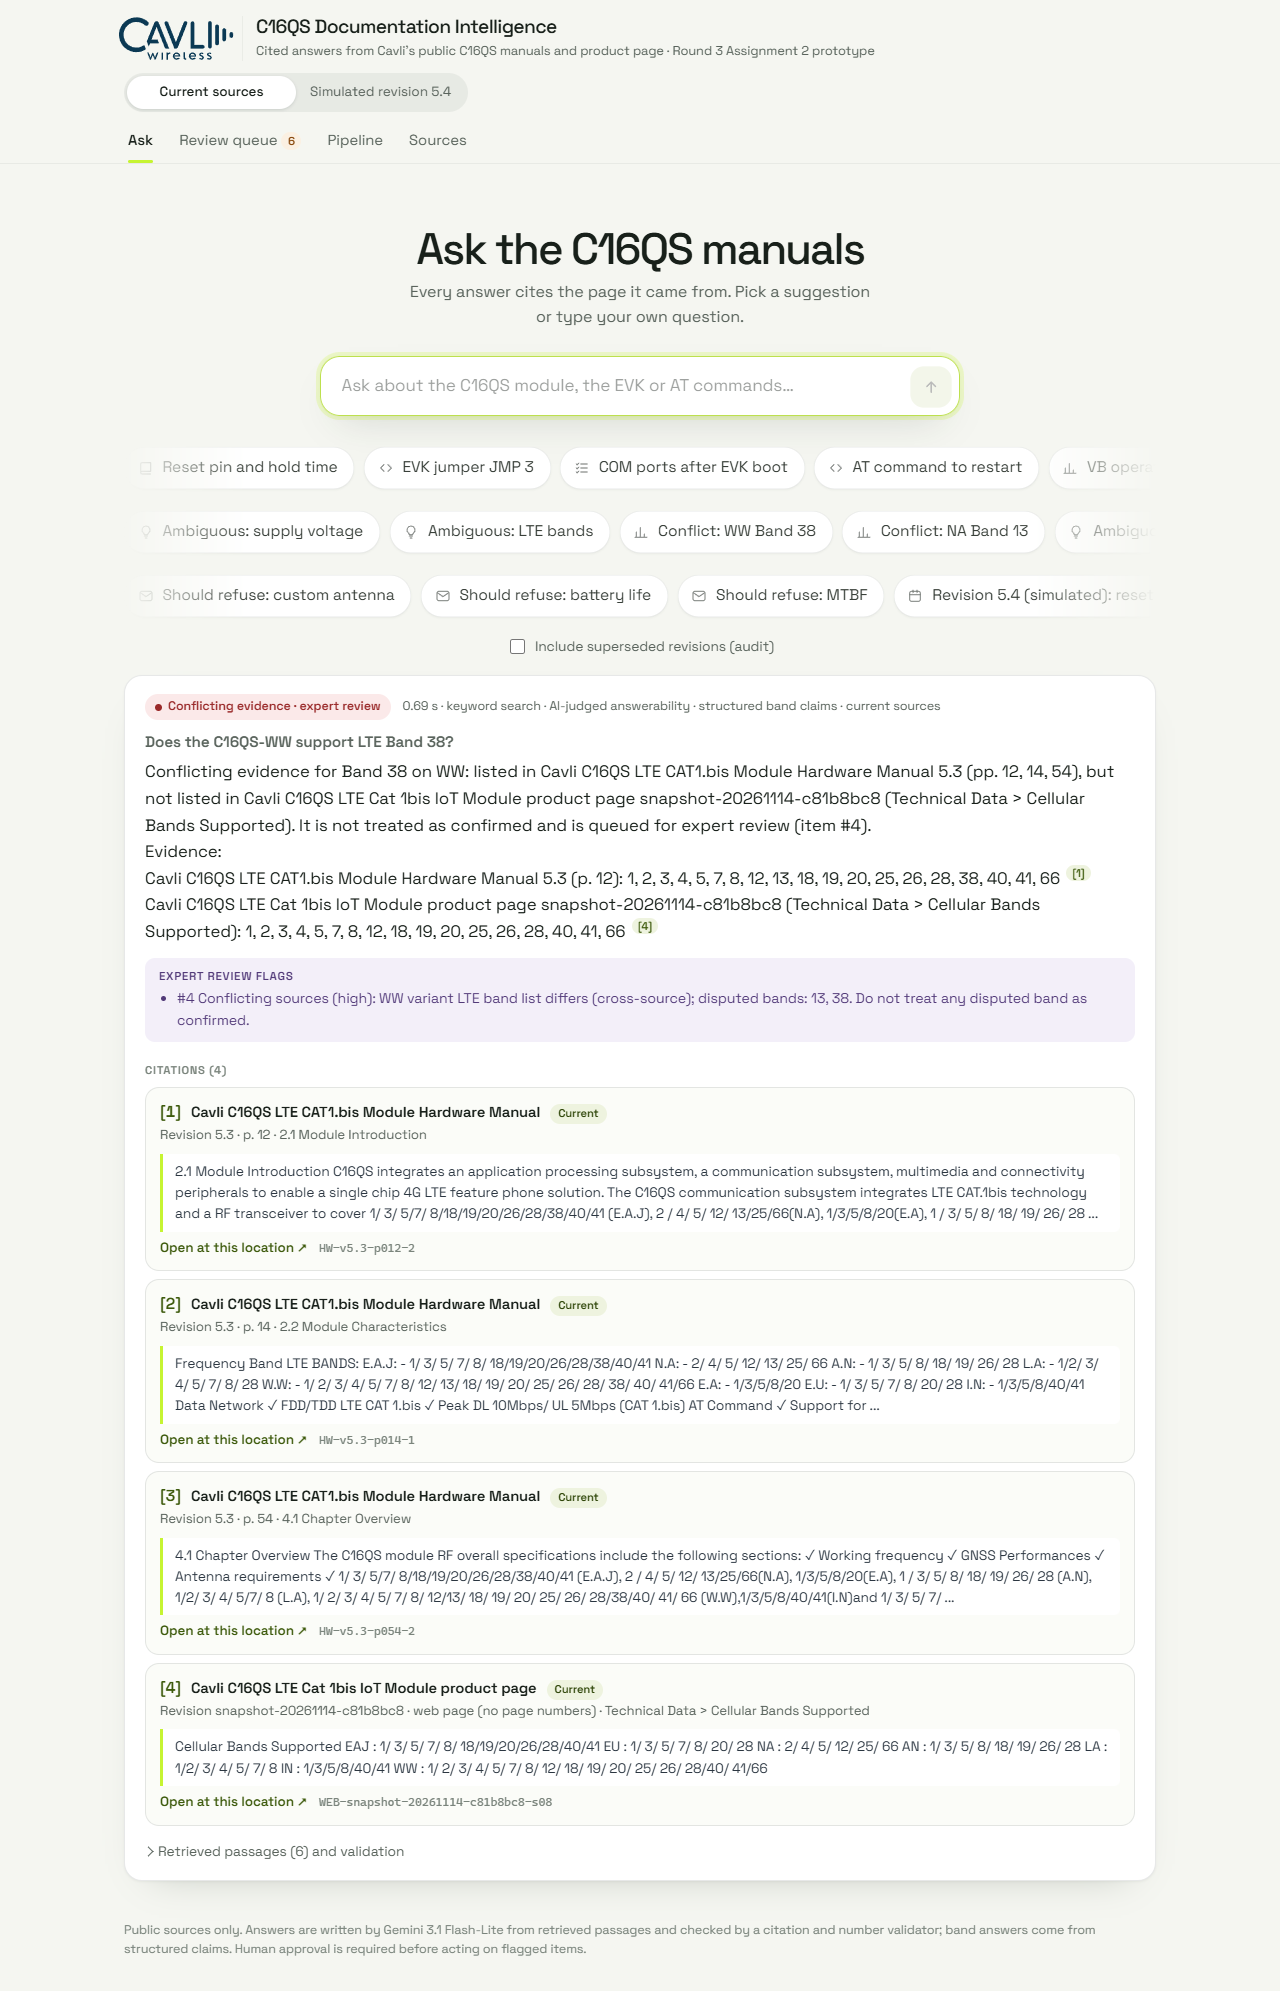 CAVLI
wireless
C16QS Documentation Intelligence
Cited answers from Cavli's public C16QS manuals and product page · Round 3 Assignment 2 prototype
Current sources
Simulated revision 5.4
Ask
Review queue 6
Pipeline
Sources
Ask the C16QS manuals
Every answer cites the page it came from. Pick a suggestion
or type your own question.
Ask about the C16QS module, the EVK or AT commands...
Reset pin and hold time
EVK jumper JMP 3
COM ports after EVK boot
AT command to restart
VB opera
Ambiguous: supply voltage
Ambiguous: LTE bands
Conflict: WW Band 38
Conflict: NA Band 13
Ambiguo
Should refuse: custom antenna
Should refuse: battery life
Should refuse: MTBF
Revision 5.4 (simulated): reset
Include superseded revisions (audit)
Conflicting evidence · expert review
0.69 s · keyword search · AI-judged answerability · structured band claims · current sources
Does the C16QS-WW support LTE Band 38?
Conflicting evidence for Band 38 on WW: listed in Cavli C16QS LTE CAT1.bis Module Hardware Manual 5.3 (pp. 12, 14, 54), but
not listed in Cavli C16QS LTE Cat 1bis IoT Module product page snapshot-20261114-c81b8bc8 (Technical Data > Cellular
Bands Supported). It is not treated as confirmed and is queued for expert review (item #4).
Evidence:
Cavli C16QS LTE CAT1.bis Module Hardware Manual 5.3 (p. 12): 1, 2, 3, 4, 5, 7, 8, 12, 13, 18, 19, 20, 25, 26, 28, 38, 40, 41, 66 [1]
Cavli C16QS LTE Cat 1bis IoT Module product page snapshot-20261114-c81b8bc8 (Technical Data > Cellular Bands
Supported): 1, 2, 3, 4, 5, 7, 8, 12, 18, 19, 20, 25, 26, 28, 40, 41, 66 [4]
EXPERT REVIEW FLAGS
• #4 Conflicting sources (high): WW variant LTE band list differs (cross-source); disputed bands: 13, 38. Do not treat any disputed band as
confirmed.
CITATIONS (4)
[1] Cavli C16QS LTE CAT1.bis Module Hardware Manual Current
Revision 5.3 · p. 12 · 2.1 Module Introduction
2.1 Module Introduction C16QS integrates an application processing subsystem, a communication subsystem, multimedia and connectivity
peripherals to enable a single chip 4G LTE feature phone solution. The C16QS communication subsystem integrates LTE CAT.1bis technology
and a RF transceiver to cover 1/ 3/ 5/7/ 8/18/19/20/26/28/38/40/41 (E.A.J), 2 / 4/ 5/ 12/ 13/25/66(N.A), 1/3/5/8/20(E.A), 1 / 3/ 5/ 8/ 18/ 19/ 26/ 28 ...
Open at this location ↗ HW-v5.3-p012-2
[2] Cavli C16QS LTE CAT1.bis Module Hardware Manual Current
Revision 5.3 · p. 14 · 2.2 Module Characteristics
Frequency Band LTE BANDS: E.A.J: - 1/ 3/ 5/ 7/ 8/ 18/19/20/26/28/38/40/41 N.A: - 2/ 4/ 5/ 12/ 13/ 25/ 66 A.N: - 1/ 3/ 5/ 8/ 18/ 19/ 26/ 28 L.A: - 1/2/ 3/
4/ 5/ 7/ 8/ 28 W.W: - 1/ 2/ 3/ 4/ 5/ 7/ 8/ 12/ 13/ 18/ 19/ 20/ 25/ 26/ 28/ 38/ 40/ 41/66 E.A: - 1/3/5/8/20 E.U: - 1/ 3/ 5/ 7/ 8/ 20/ 28 I.N: - 1/3/5/8/40/41
Data Network ✓ FDD/TDD LTE CAT 1.bis ✓ Peak DL 10Mbps/ UL 5Mbps (CAT 1.bis) AT Command ✓ Support for ...
Open at this location ↗ HW-v5.3-p014-1
[3] Cavli C16QS LTE CAT1.bis Module Hardware Manual Current
Revision 5.3 · p. 54 · 4.1 Chapter Overview
4.1 Chapter Overview The C16QS module RF overall specifications include the following sections: ✓ Working frequency ✓ GNSS Performances ✓
Antenna requirements ✓ 1/ 3/ 5/7/ 8/18/19/20/26/28/38/40/41 (E.A.J), 2 / 4/ 5/ 12/ 13/25/66(N.A), 1/3/5/8/20(E.A), 1 / 3/ 5/ 8/ 18/ 19/ 26/ 28 (A.N),
1/2/ 3/ 4/ 5/7/ 8 (L.A), 1/ 2/ 3/ 4/ 5/ 7/ 8/ 12/13/ 18/ 19/ 20/ 25/ 26/ 28/38/40/ 41/ 66 (W.W),1/3/5/8/40/41(I.N)and 1/ 3/ 5/ 7/ ...
Open at this location ↗ HW-v5.3-p054-2
[4] Cavli C16QS LTE Cat 1bis IoT Module product page Current
Revision snapshot-20261114-c81b8bc8 · web page (no page numbers) · Technical Data > Cellular Bands Supported
Cellular Bands Supported EAJ : 1/ 3/ 5/ 7/ 8/ 18/19/20/26/28/40/41 EU : 1/ 3/ 5/ 7/ 8/ 20/ 28 NA : 2/ 4/ 5/ 12/ 25/ 66 AN : 1/ 3/ 5/ 8/ 18/ 19/ 26/ 28 LA :
1/2/ 3/ 4/ 5/ 7/ 8 IN : 1/3/5/8/40/41 WW : 1/ 2/ 3/ 4/ 5/ 7/ 8/ 12/ 18/ 19/ 20/ 25/ 26/ 28/40/ 41/66
Open at this location ↗ WEB-snapshot-20261114-c81b8bc8-s08
Retrieved passages (6) and validation
Public sources only. Answers are written by Gemini 3.1 Flash-Lite from retrieved passages and checked by a citation and number validator; band answers come from
structured claims. Human approval is required before acting on flagged items.